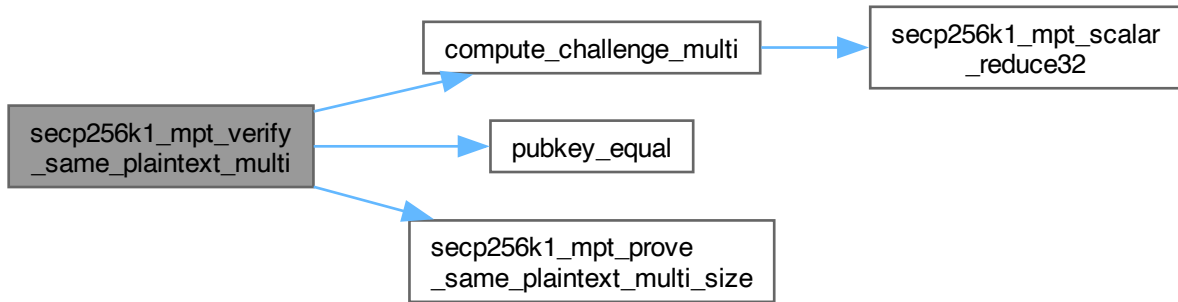 secp256k1_mpt_verify
_same_plaintext_multi
compute_challenge_multi
secp256k1_mpt_scalar
_reduce32
pubkey_equal
secp256k1_mpt_prove
_same_plaintext_multi_size